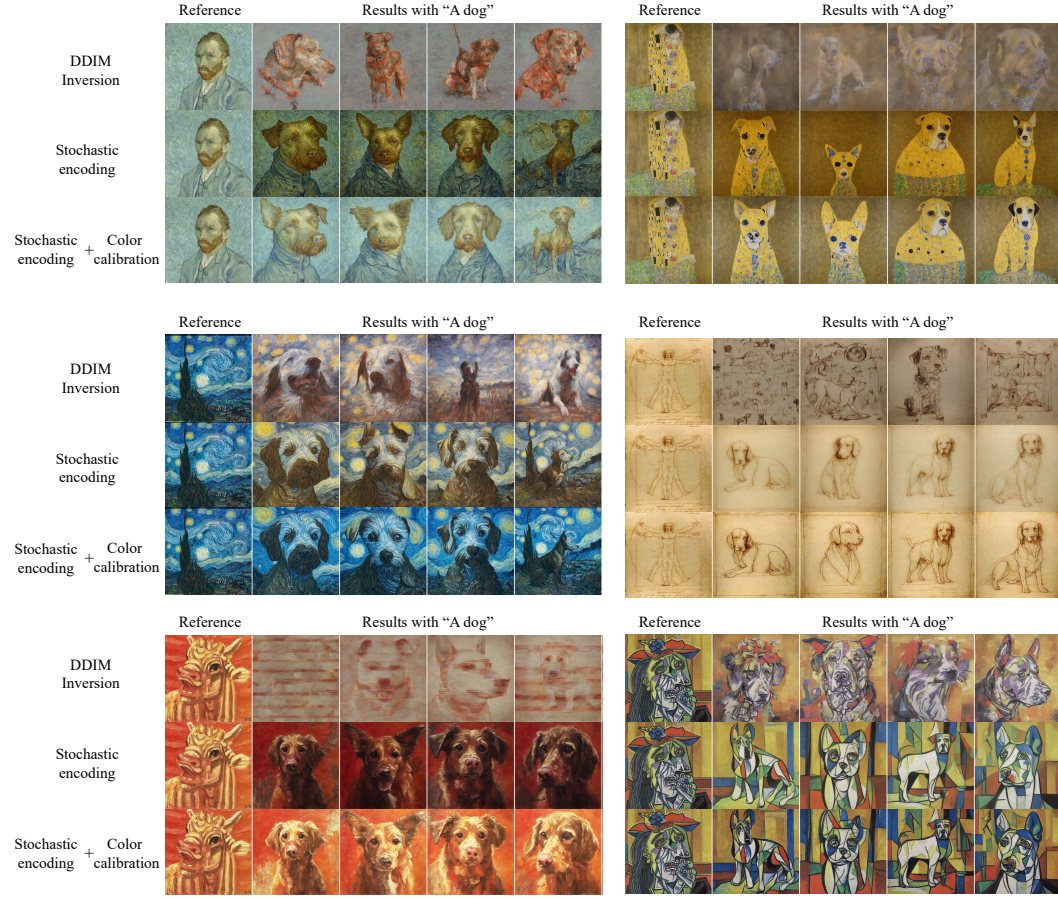 Reference Results with “A dog” Reference Results with “A dog”
DDIM
Inversion
Stochastic
encoding
Stochastic
encoding + Color
calibration
Reference Results with “A dog” Reference Results with “A dog”
DDIM
Inversion
Stochastic
encoding
Stochastic
encoding + Color
calibration
Reference Results with “A dog” Reference Results with “A dog”
DDIM
Inversion
Stochastic
encoding
Stochastic
encoding + Color
calibration